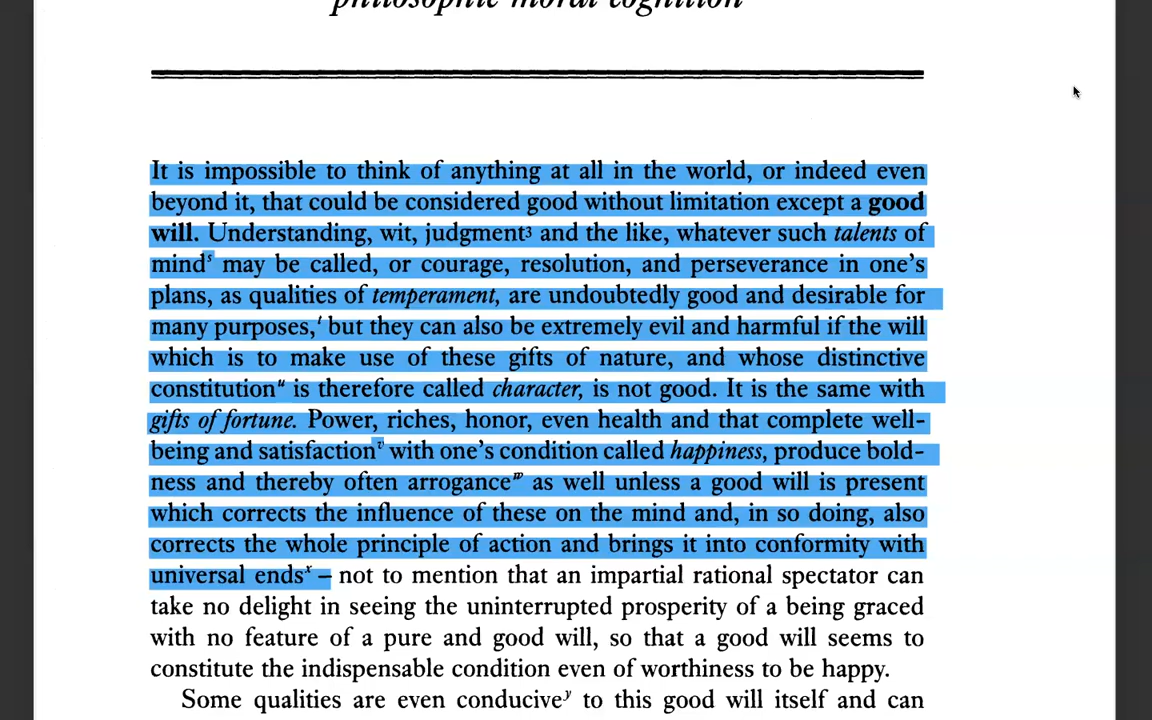 philosophic moral cognition
It is impossible to think of anything at all in the world, or indeed even
beyond it, that could be considered good without limitation except a good
will. Understanding, wit, judgment³ and the like, whatever such talents of
mindˢ may be called, or courage, resolution, and perseverance in one's
plans, as qualities of temperament, are undoubtedly good and desirable for
many purposes,ᵗ but they can also be extremely evil and harmful if the will
which is to make use of these gifts of nature, and whose distinctive
constitutionᵘ is therefore called character, is not good. It is the same with
gifts of fortune. Power, riches, honor, even health and that complete well-
being and satisfactionᵛ with one's condition called happiness, produce bold-
ness and thereby often arroganceʷ as well unless a good will is present
which corrects the influence of these on the mind and, in so doing, also
corrects the whole principle of action and brings it into conformity with
universal endsˣ – not to mention that an impartial rational spectator can
take no delight in seeing the uninterrupted prosperity of a being graced
with no feature of a pure and good will, so that a good will seems to
constitute the indispensable condition even of worthiness to be happy.
Some qualities are even conduciveʸ to this good will itself and can